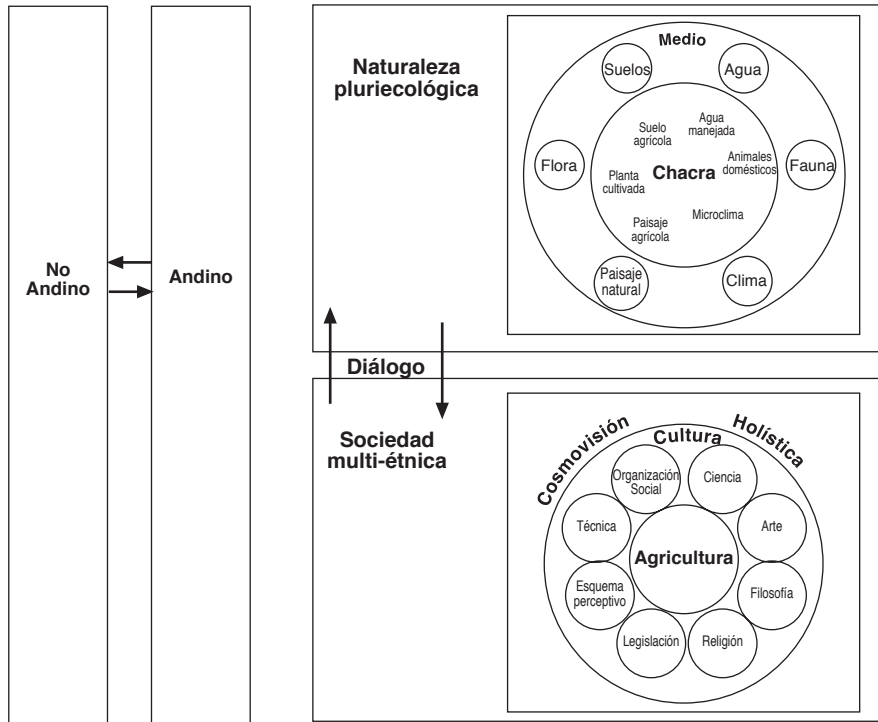 No
Andino
Andino
Naturaleza
pluriecológica
Medio
Suelos
Agua
Flora
Fauna
Paisaje
natural
Clima
Suelo
agrícola
Agua
manejada
Planta
cultivada
Chacra
Animales
domésticos
Paisaje
agrícola
Microclima
Diálogo
Sociedad
multi-étnica
Cosmovisión
Holística
Cultura
Organización
Social
Ciencia
Técnica
Arte
Agricultura
Esquema
perceptivo
Filosofía
Legislación
Religión